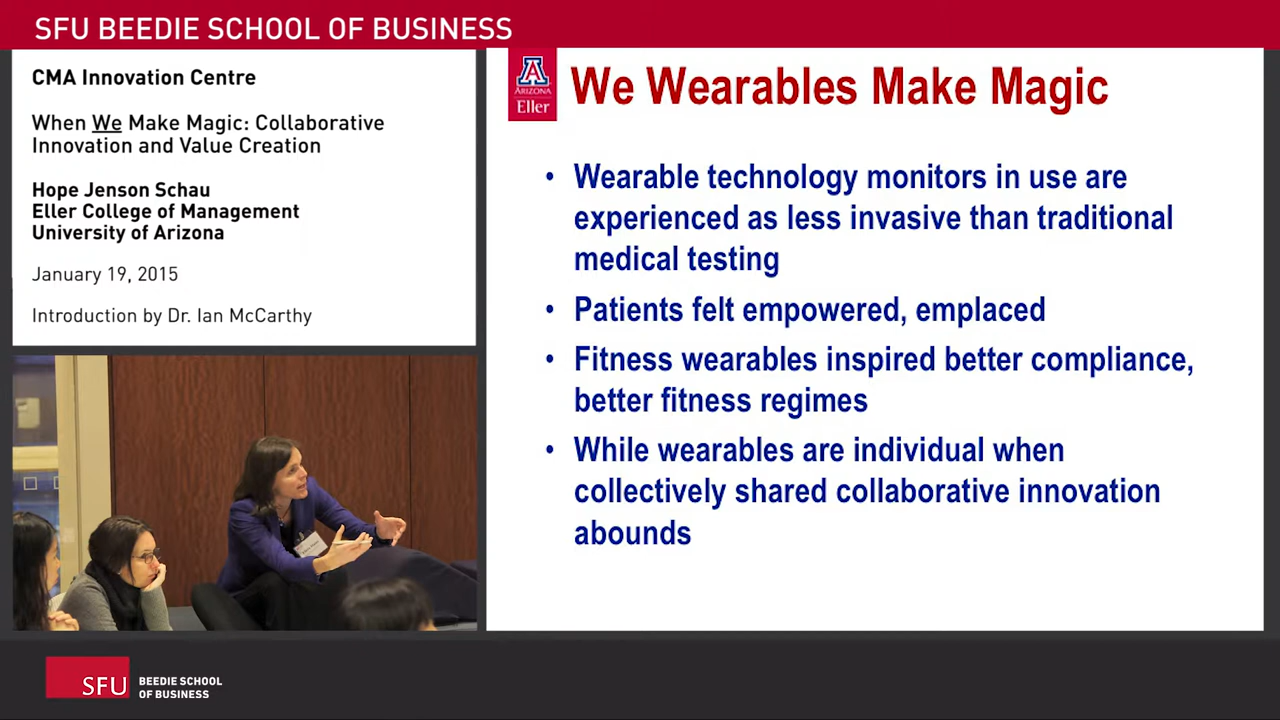 SFU BEEDIE SCHOOL OF BUSINESS
CMA Innovation Centre
When We Make Magic: Collaborative
Innovation and Value Creation
Hope Jenson Schau
Eller College of Management
University of Arizona
January 19, 2015
Introduction by Dr. Ian McCarthy
A
ARIZONA
Eller
We Wearables Make Magic
• Wearable technology monitors in use are
experienced as less invasive than traditional
medical testing
• Patients felt empowered, emplaced
• Fitness wearables inspired better compliance,
better fitness regimes
• While wearables are individual when
collectively shared collaborative innovation
abounds
SFU
BEEDIE SCHOOL
OF BUSINESS